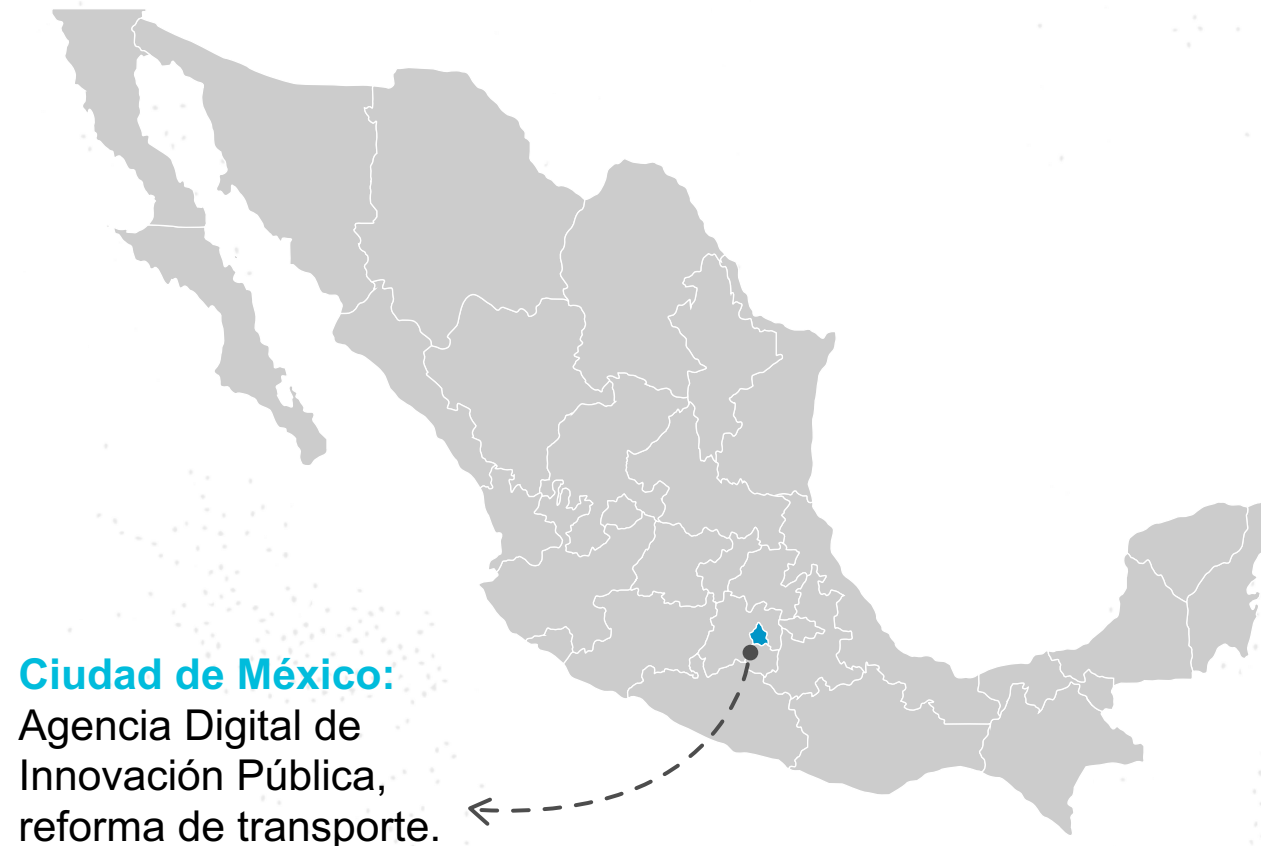 Ciudad de México:
Agencia Digital de
Innovación Pública,
reforma de transporte.